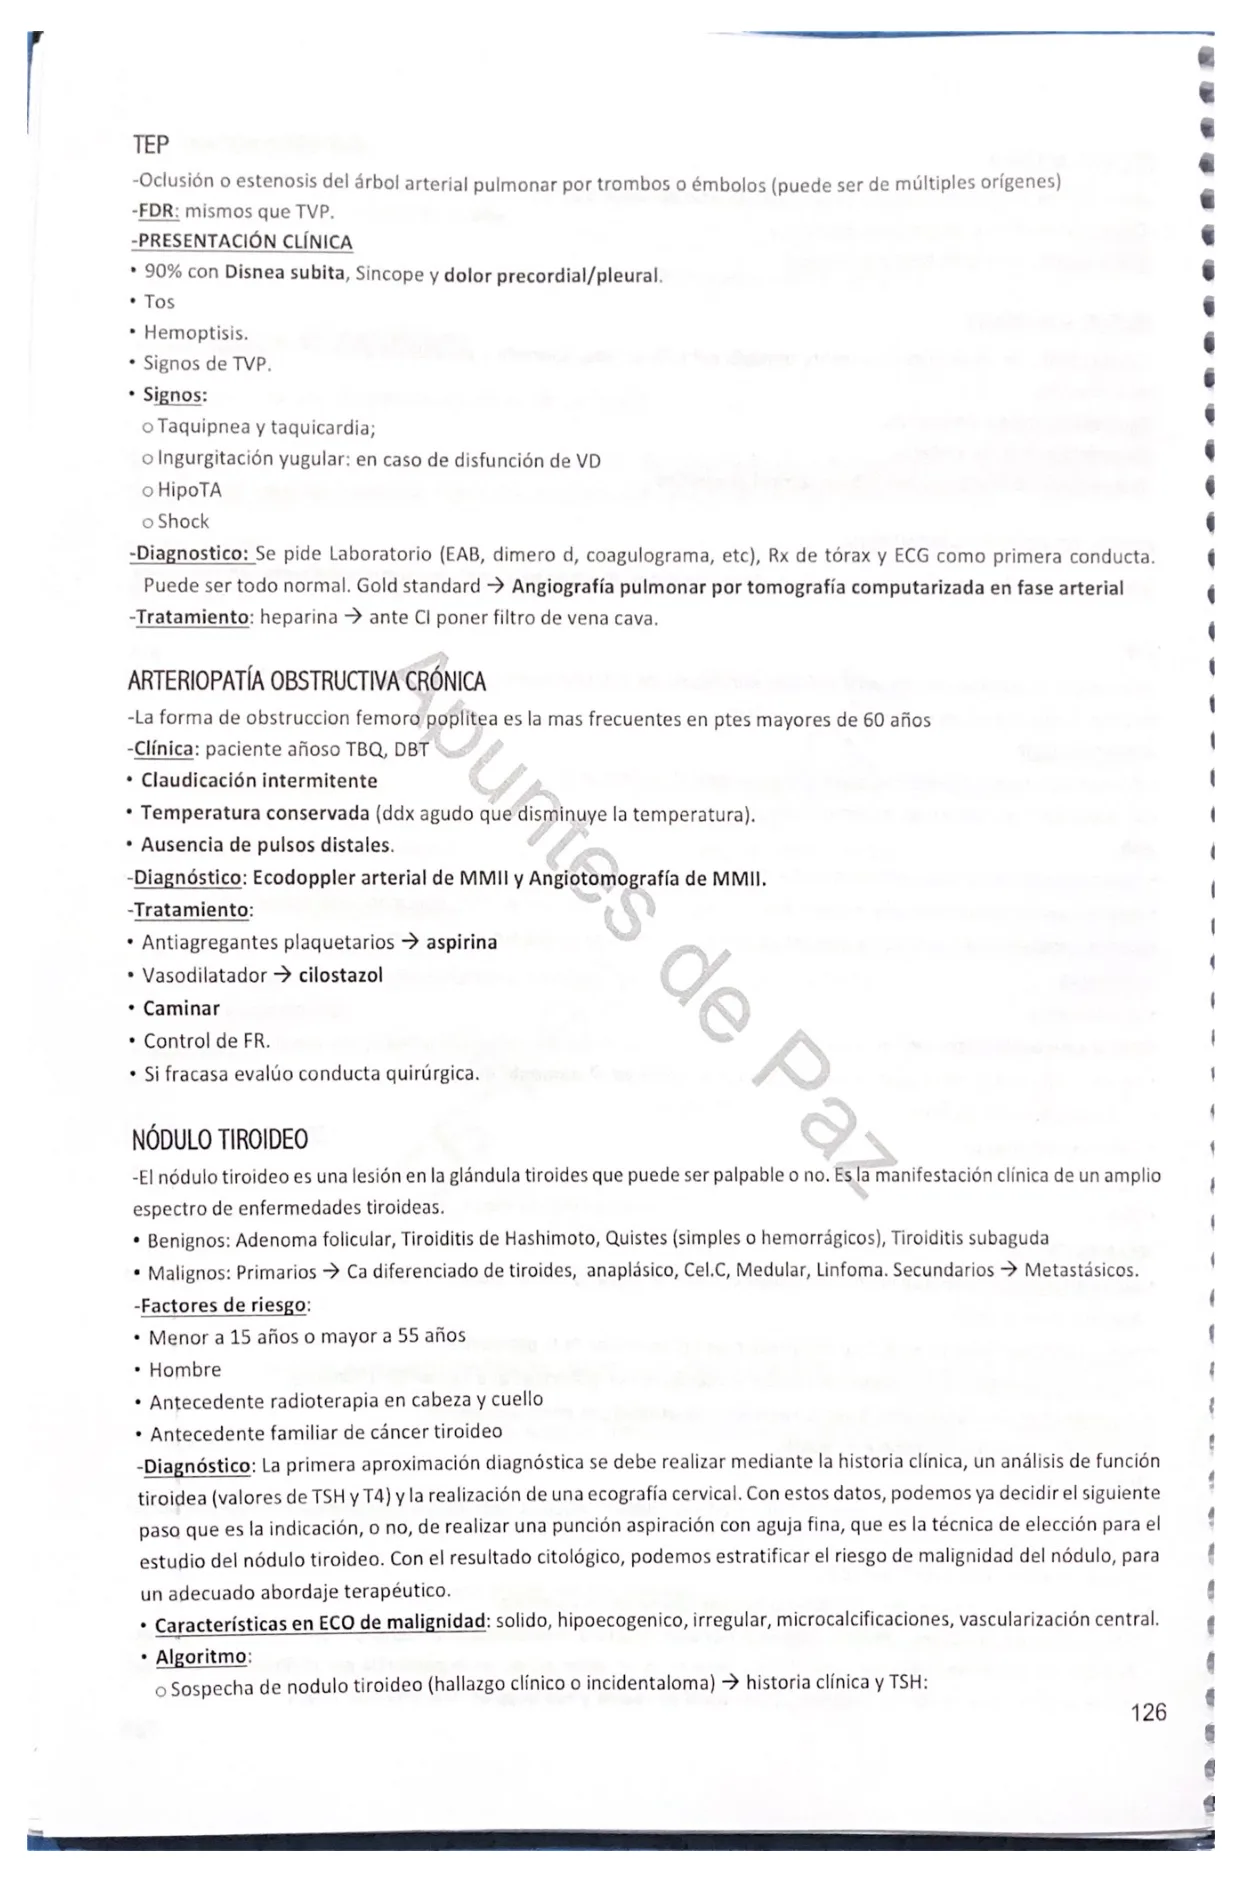 TEP
-Oclusión o estenosis del árbol arterial pulmonar por trombos o émbolos (puede ser de múltiples orígenes)
-FDR: mismos que TVP.
-PRESENTACIÓN CLÍNICA
• 90% con Disnea subita, Sincope y dolor precordial/pleural.
• Tos
• Hemoptisis.
• Signos de TVP.
• Signos:
o Taquipnea y taquicardia;
o Ingurgitación yugular: en caso de disfunción de VD
o HipoTA
o Shock
-Diagnostico: Se pide Laboratorio (EAB, dimero d, coagulograma, etc), Rx de tórax y ECG como primera conducta.
Puede ser todo normal. Gold standard → Angiografía pulmonar por tomografía computarizada en fase arterial
-Tratamiento: heparina → ante CI poner filtro de vena cava.
ARTERIOPATÍA OBSTRUCTIVA CRÓNICA
-La forma de obstruccion femoro poplitea es la mas frecuentes en ptes mayores de 60 años
-Clínica: paciente añoso TBQ, DBT
• Claudicación intermitente
• Temperatura conservada (ddx agudo que disminuye la temperatura).
• Ausencia de pulsos distales.
-Diagnóstico: Ecodoppler arterial de MMII y Angiotomografía de MMII.
-Tratamiento:
• Antiagregantes plaquetarios → aspirina
• Vasodilatador → cilostazol
• Caminar
• Control de FR.
• Si fracasa evalúo conducta quirúrgica.
Apuntes de Paz
NÓDULO TIROIDEO
-El nódulo tiroideo es una lesión en la glándula tiroides que puede ser palpable o no. Es la manifestación clínica de un amplio
espectro de enfermedades tiroideas.
• Benignos: Adenoma folicular, Tiroiditis de Hashimoto, Quistes (simples o hemorrágicos), Tiroiditis subaguda
• Malignos: Primarios → Ca diferenciado de tiroides, anaplásico, Cel.C, Medular, Linfoma. Secundarios → Metastásicos.
-Factores de riesgo:
• Menor a 15 años o mayor a 55 años
• Hombre
• Antecedente radioterapia en cabeza y cuello
• Antecedente familiar de cáncer tiroideo
-Diagnóstico: La primera aproximación diagnóstica se debe realizar mediante la historia clínica, un análisis de función
tiroidea (valores de TSH y T4) y la realización de una ecografía cervical. Con estos datos, podemos ya decidir el siguiente
paso que es la indicación, o no, de realizar una punción aspiración con aguja fina, que es la técnica de elección para el
estudio del nódulo tiroideo. Con el resultado citológico, podemos estratificar el riesgo de malignidad del nódulo, para
un adecuado abordaje terapéutico.
• Características en ECO de malignidad: solido, hipoecogenico, irregular, microcalcificaciones, vascularización central.
• Algoritmo:
o Sospecha de nodulo tiroideo (hallazgo clínico o incidentaloma) → historia clínica y TSH:
126